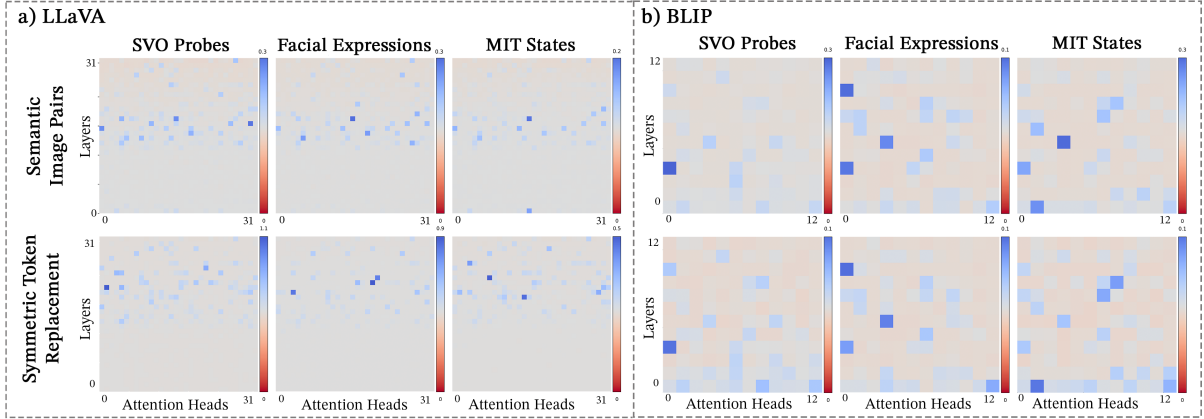 a) LLaVA
SVO Probes
Facial Expressions
MIT States
Semantic
Image Pairs
Layers
31
0
0.3
0
0.3
0
0.2
0
0 31
0 31
0 31
Symmetric Token
Replacement
Layers
31
0
1.1
0
0.9
0
0.5
0
0 31
0 31
0 31
Attention Heads
Attention Heads
Attention Heads
b) BLIP
SVO Probes
Facial Expressions
MIT States
Layers
12
0
0.3
0
0.1
0
0.3
0
0 12
0 12
0 12
Layers
12
0
0.1
0
0.1
0
0.1
0
0 12
0 12
0 12
Attention Heads
Attention Heads
Attention Heads